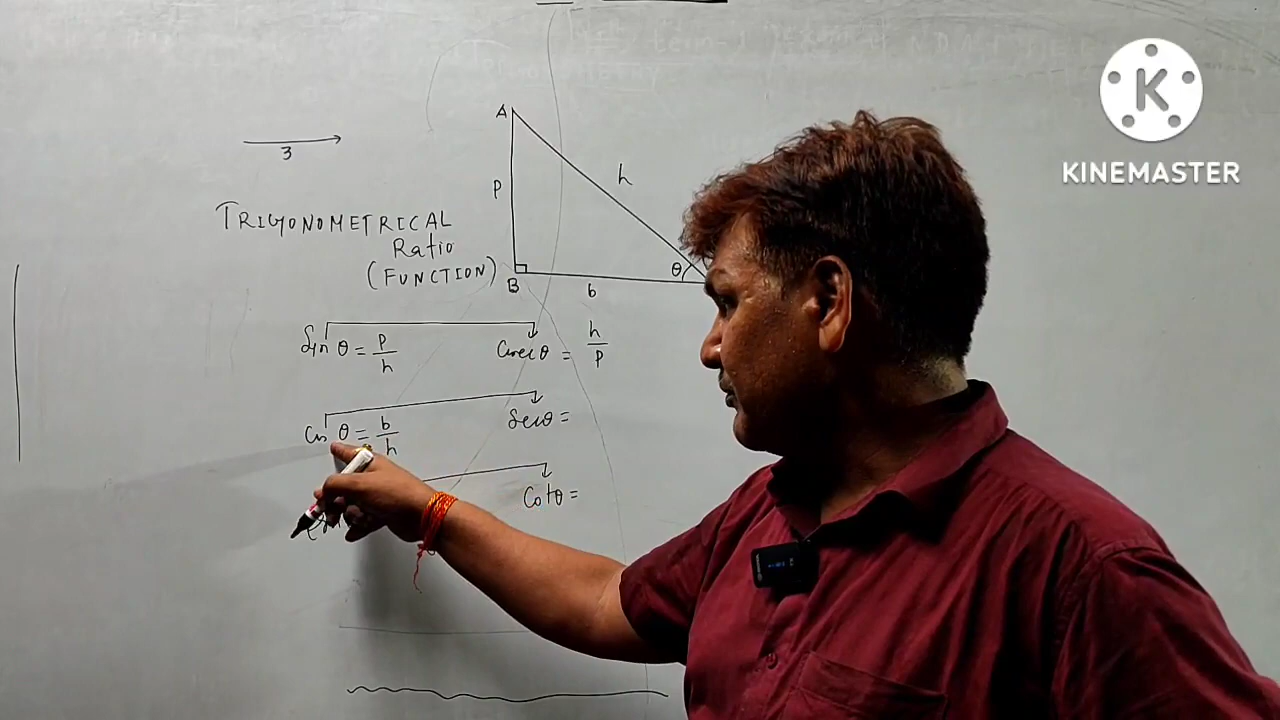 A
3
P
h
TRIGONOMETRICAL
Ratio
(FUNCTION)
B
b
θ
Sin θ = P/h
Cosec θ = h/P
Cos θ = b/h
Sec θ =
Cot θ =
K
KINEMASTER